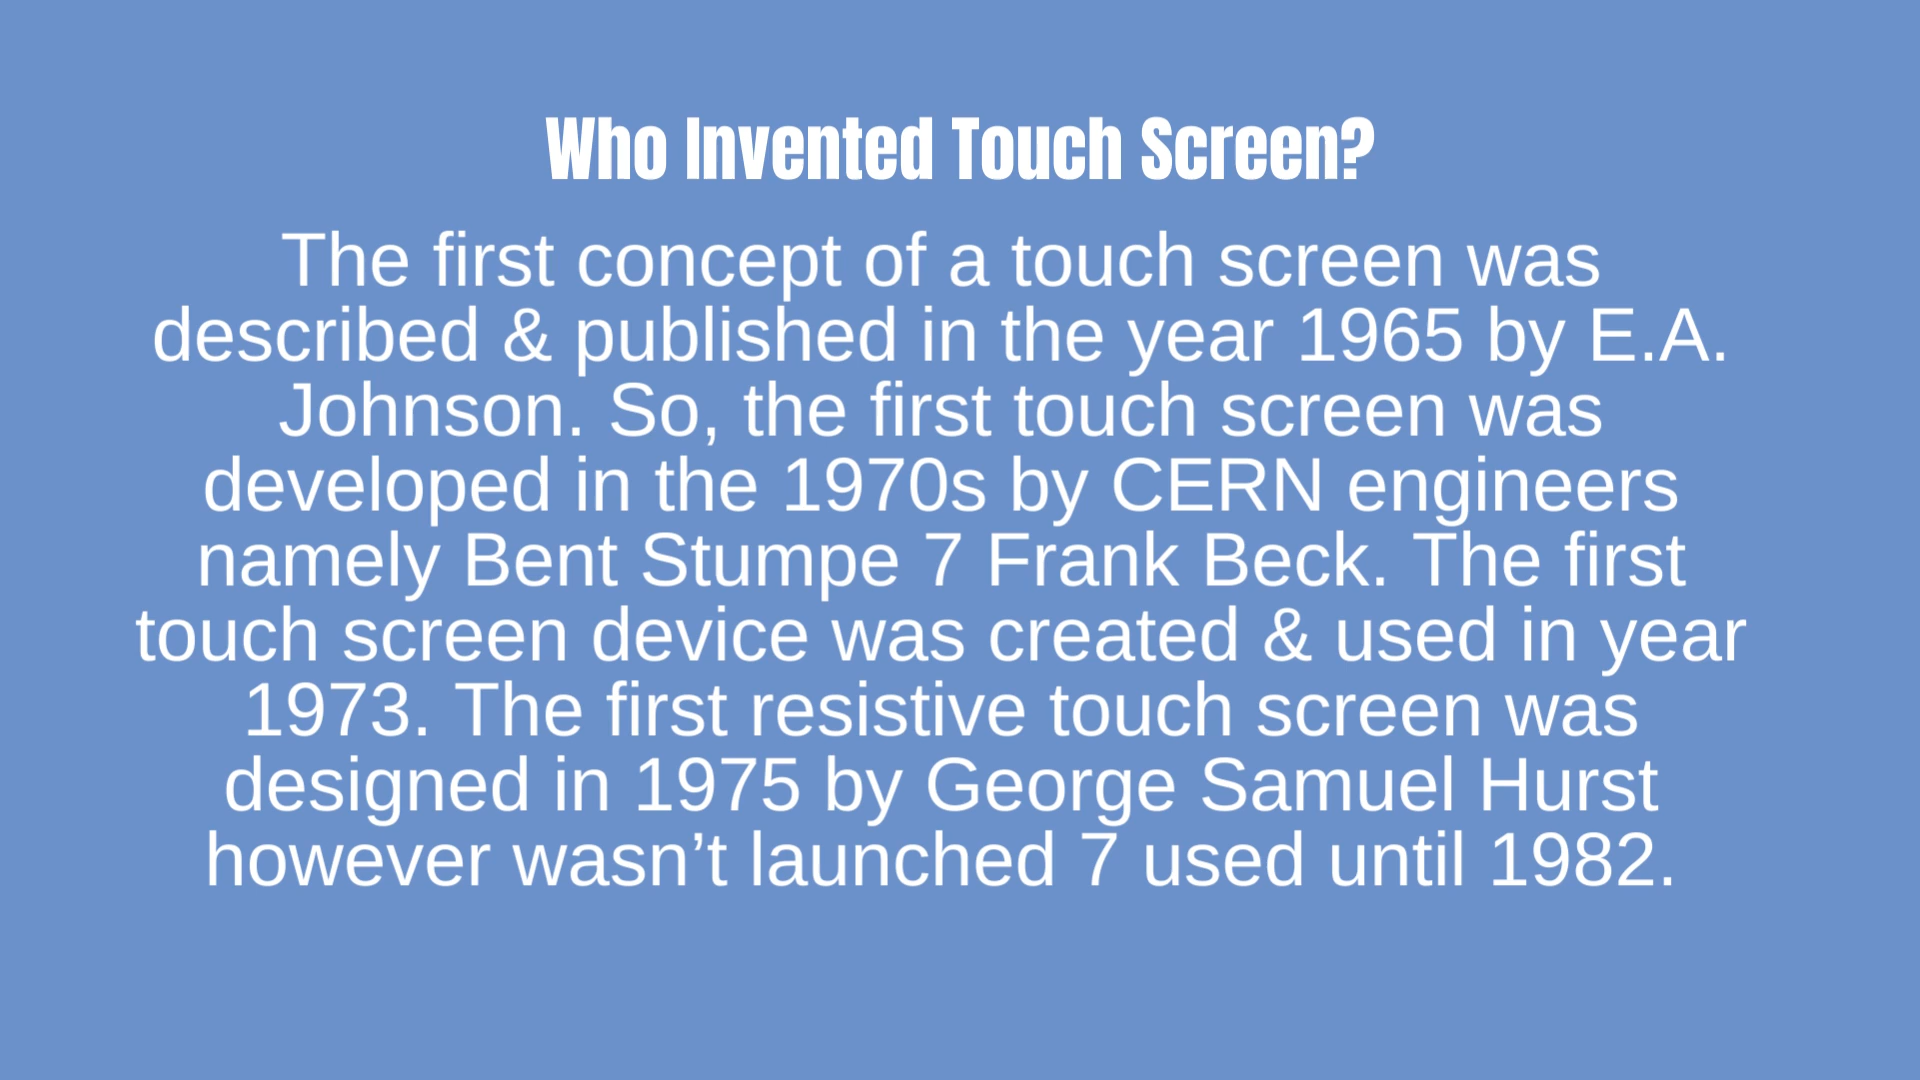 Who Invented Touch Screen?
The first concept of a touch screen was
described & published in the year 1965 by E.A.
Johnson. So, the first touch screen was
developed in the 1970s by CERN engineers
namely Bent Stumpe 7 Frank Beck. The first
touch screen device was created & used in year
1973. The first resistive touch screen was
designed in 1975 by George Samuel Hurst
however wasn’t launched 7 used until 1982.